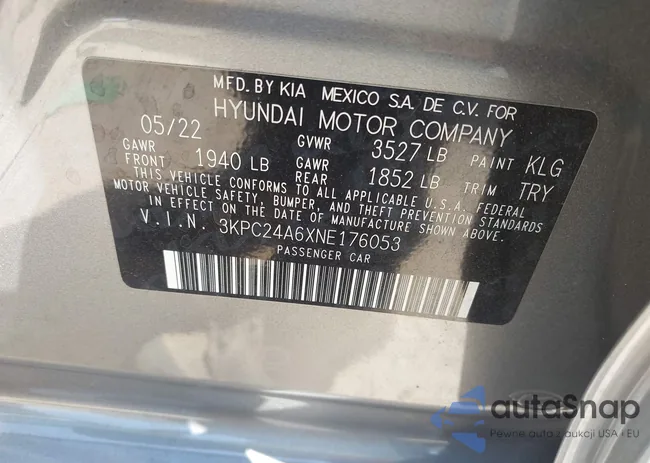 MFD. BY KIA MEXICO S.A. DE C.V. FOR
HYUNDAI MOTOR COMPANY
05/22 GVWR 3527 LB PAINT KLG
GAWR FRONT 1940 LB GAWR REAR 1852 LB TRIM TRY
THIS VEHICLE CONFORMS TO ALL APPLICABLE U.S.A. FEDERAL
MOTOR VEHICLE SAFETY, BUMPER, AND THEFT PREVENTION STANDARDS
IN EFFECT ON THE DATE OF MANUFACTURE SHOWN ABOVE.
V.I.N. 3KPC24A6XNE176053
PASSENGER CAR
autaSnap
Pewne auta z aukcji USA - EU